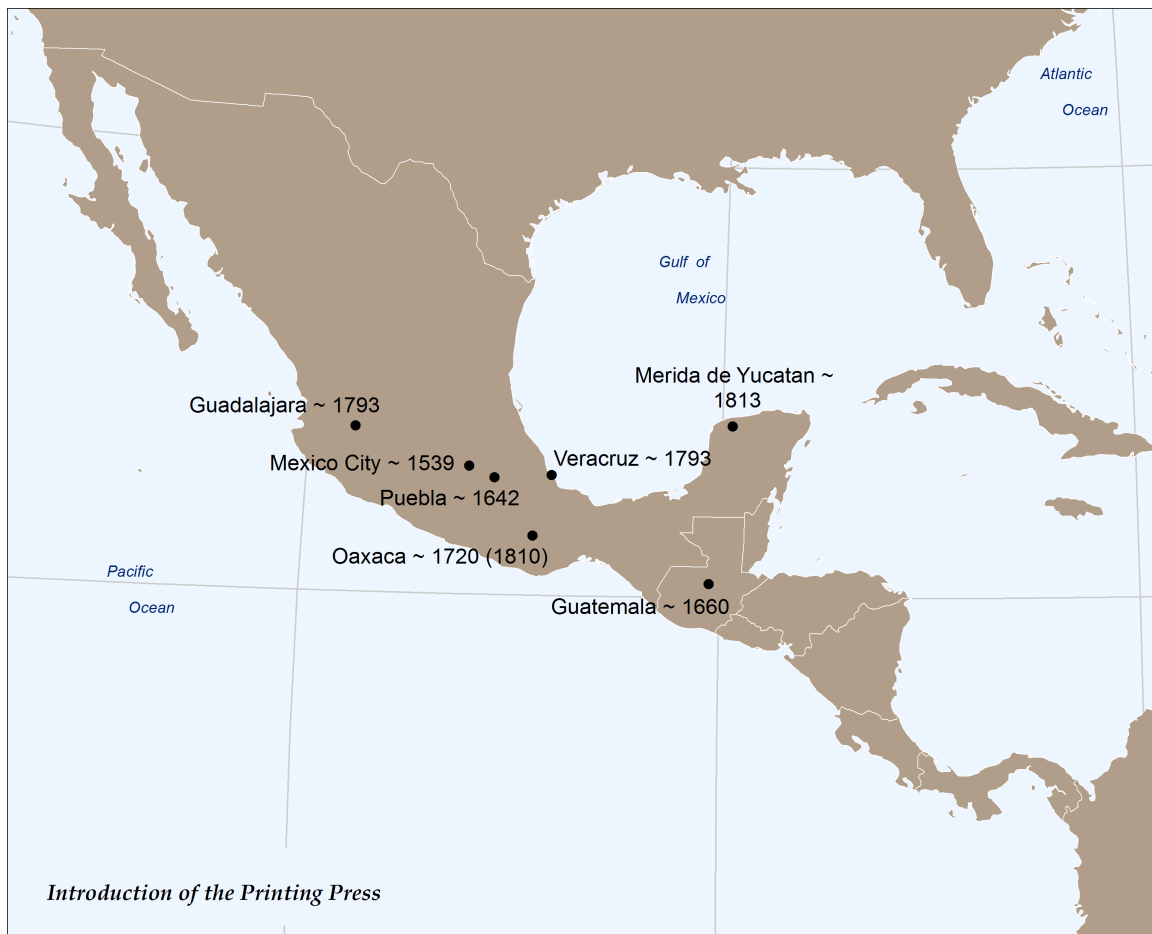 Atlantic
Ocean
Gulf of
Mexico
Merida de Yucatan ~
1813
Guadalajara ~ 1793
Mexico City ~ 1539
Veracruz ~ 1793
Puebla ~ 1642
Oaxaca ~ 1720 (1810)
Pacific
Ocean
Guatemala ~ 1660
Introduction of the Printing Press